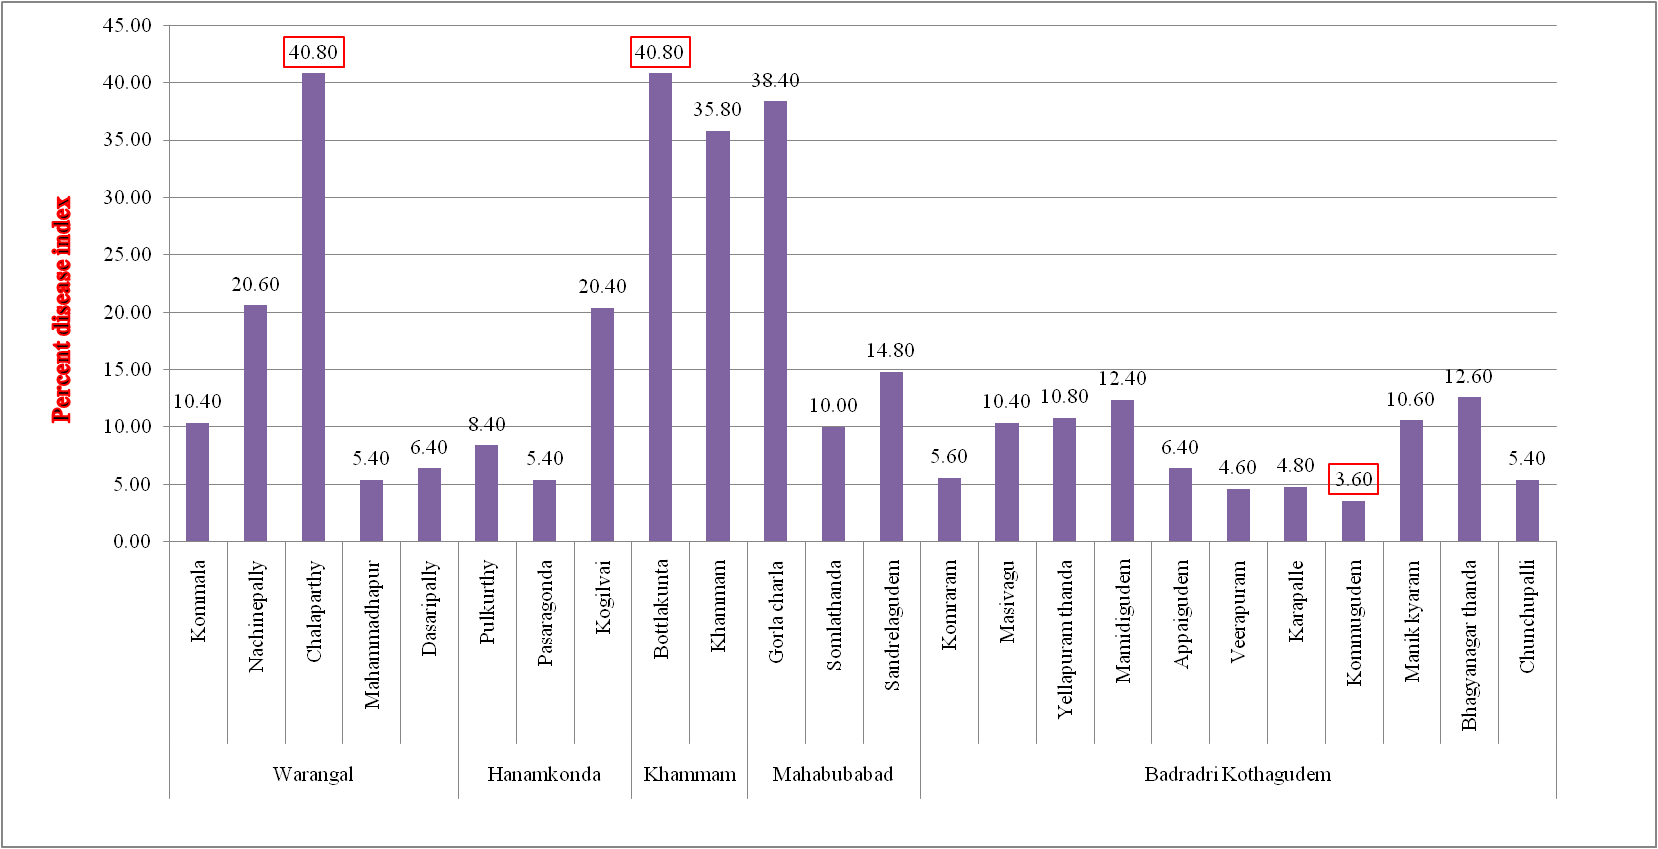 45.00
40.00
35.00
30.00
25.00
20.00
15.00
10.00
5.00
0.00
Percent disease index
10.40
20.60
40.80
5.40
6.40
8.40
5.40
20.40
40.80
35.80
38.40
10.00
14.80
5.60
10.40
10.80
12.40
6.40
4.60
4.80
3.60
10.60
12.60
5.40
Kommala
Nachinepally
Chalaparthy
Mahammadhapur
Dasaripally
Pulkurthy
Pasaragonda
Kogilvai
Bottlakunta
Khammam
Gorla charla
Somlathanda
Sandrelagudem
Komraram
Masivagu
Yellapuram thanda
Mamidigudem
Appaigudem
Veerapuram
Karapalle
Kommugudem
Manikkyaram
Bhagyanagar thanda
Chunchupalli
Warangal
Hanamkonda
Khammam
Mahabubabad
Badradri Kothagudem